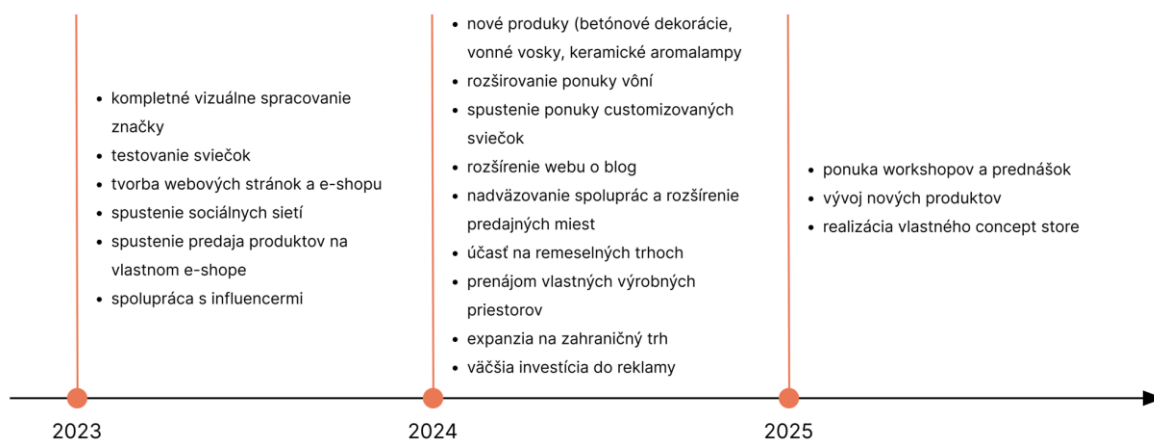 • kompletné vizuálne spracovanie
značky
• testovanie sviečok
• tvorba webových stránok a e-shopu
• spustenie sociálnych sietí
• spustenie predaja produktov na
vlastnom e-shope
• spolupráca s influencermi
• nové produky (betónové dekorácie,
vonné vosky, keramické aromalampy
• rozširovanie ponuky vôní
• spustenie ponuky customizovaných
sviečok
• rozšírenie webu o blog
• nadväzovanie spoluprác a rozšírenie
predajných miest
• účasť na remeselných trhoch
• prenájom vlastných výrobných
priestorov
• expanzia na zahraničný trh
• väčšia investícia do reklamy
• ponuka workshopov a prednášok
• vývoj nových produktov
• realizácia vlastného concept store
2023
2024
2025